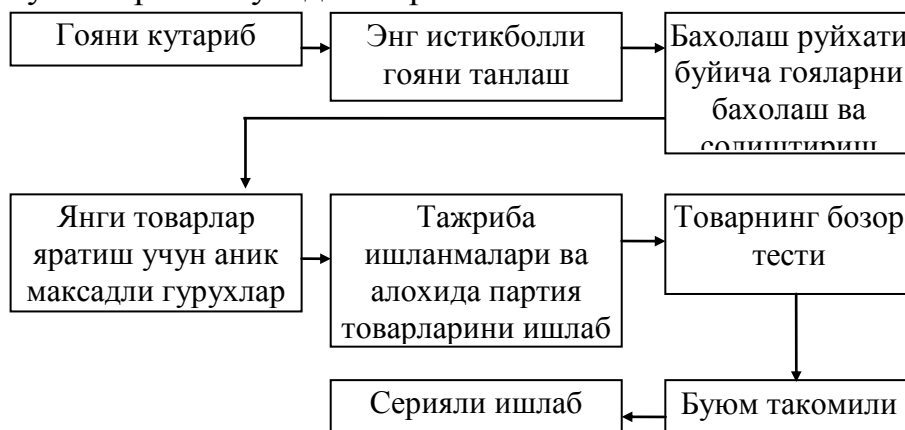 Гояни кутариб
Энг истикболли
гояни танлаш
Бахолаш руйхати
буйича гояларни
бахолаш ва
солиштириш
Янги товарлар
яратиш учун аник
максадли гурухлар
Тажриба
ишланмалари ва
алохида партия
товарларини ишлаб
Товарнинг бозор
тести
Серияли ишлаб
Буюм такомили